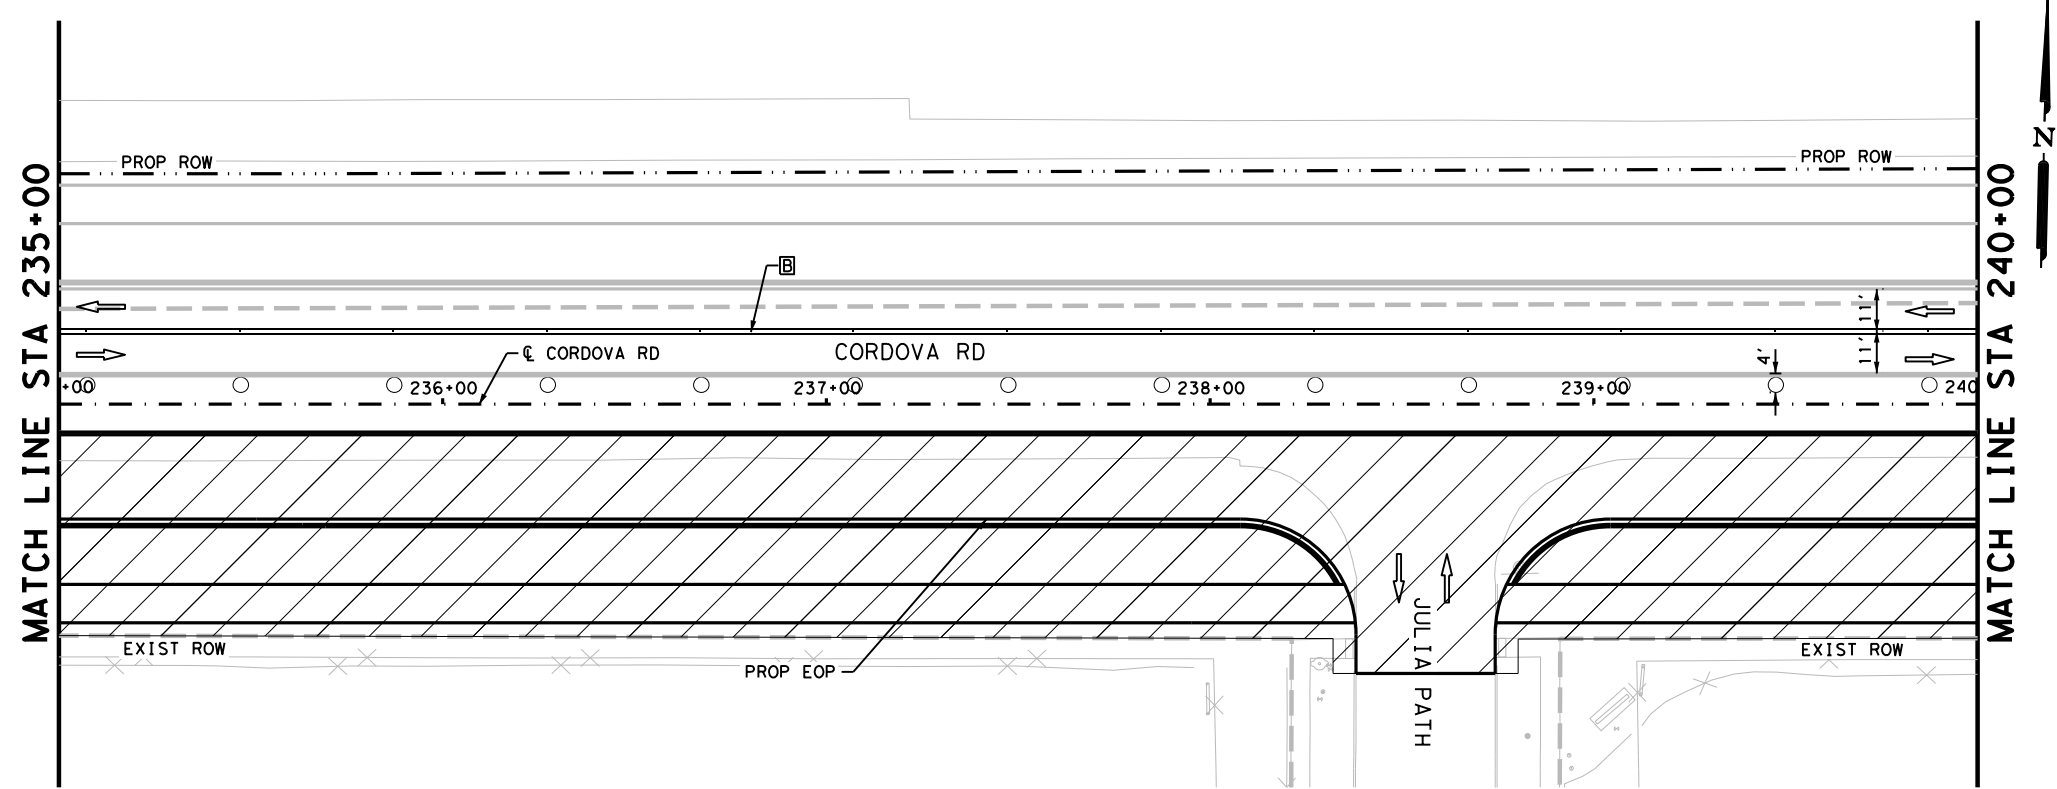 N
PROP ROW
PROP ROW
MATCH LINE STA 235+00
MATCH LINE STA 240+00
B
11'
11'
4'
℄ CORDOVA RD
CORDOVA RD
+00
236+00
237+00
238+00
239+00
240
JULIA PATH
EXIST ROW
EXIST ROW
PROP EOP